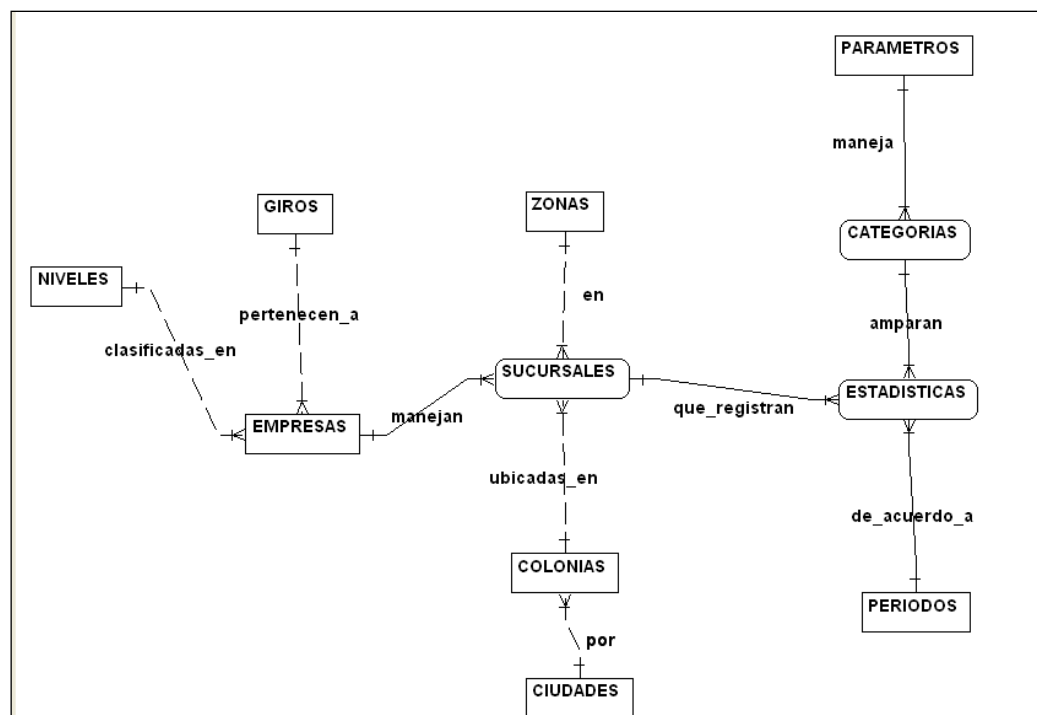 PARAMETROS
maneja
GIROS
ZONAS
CATEGORIAS
NIVELES
en
pertenecen_a
amparan
clasificadas_en
SUCURSALES
ESTADISTICAS
manejan
que_registran
EMPRESAS
ubicadas_en
de_acuerdo_a
COLONIAS
PERIODOS
por
CIUDADES